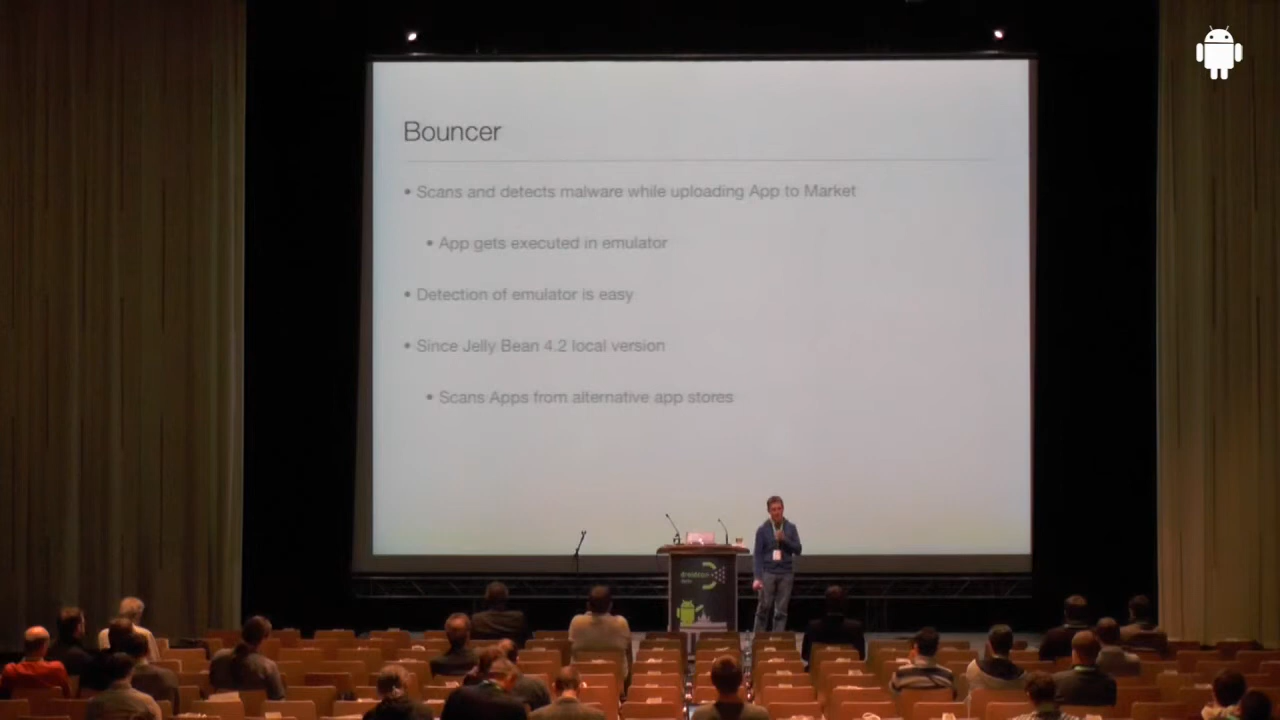 Bouncer
• Scans and detects malware while uploading App to Market
• App gets executed in emulator
• Detection of emulator is easy
• Since Jelly Bean 4.2 local version
• Scans Apps from alternative app stores
droidcon